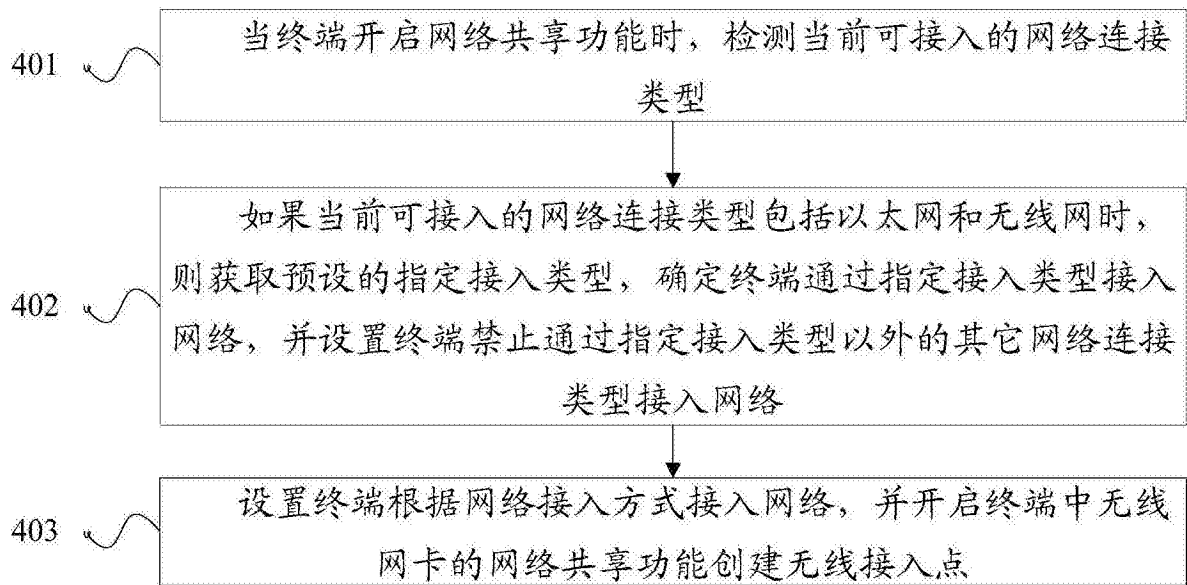 401
当终端开启网络共享功能时，检测当前可接入的网络连接
类型
402
如果当前可接入的网络连接类型包括以太网和无线网时，
则获取预设的指定接入类型，确定终端通过指定接入类型接入
网络，并设置终端禁止通过指定接入类型以外的其它网络连接
类型接入网络
403
设置终端根据网络接入方式接入网络，并开启终端中无线
网卡的网络共享功能创建无线接入点